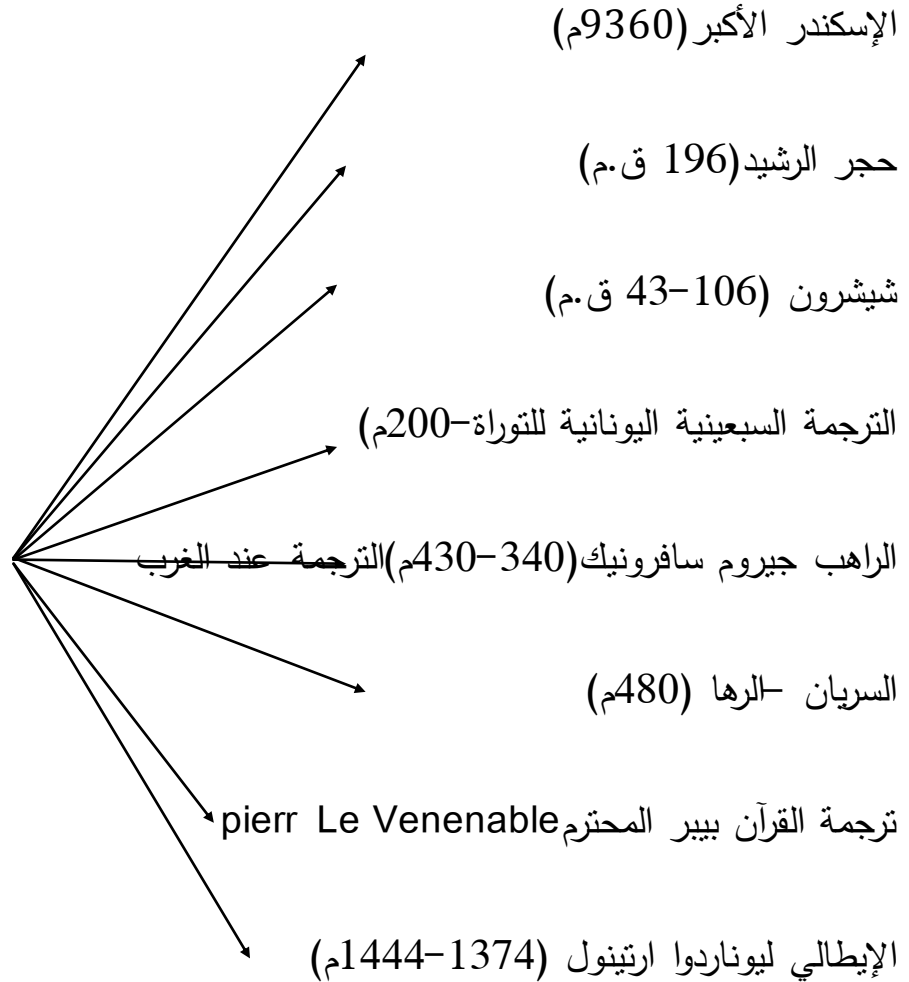 الإسكندر الأكبر(9360م)
حجر الرشيد(196 ق.م)
شيشرون (106-43 ق.م)
الترجمة السبعينية اليونانية للتوراة-200م)
الراهب جيروم سافرونيك(340-430م)الترجمة عند الغرب
السريان –الرها (480م)
ترجمة القرآن بيبر المحترمpierr Le Venenable
الإيطالي ليوناردوا ارتينول (1374-1444م)